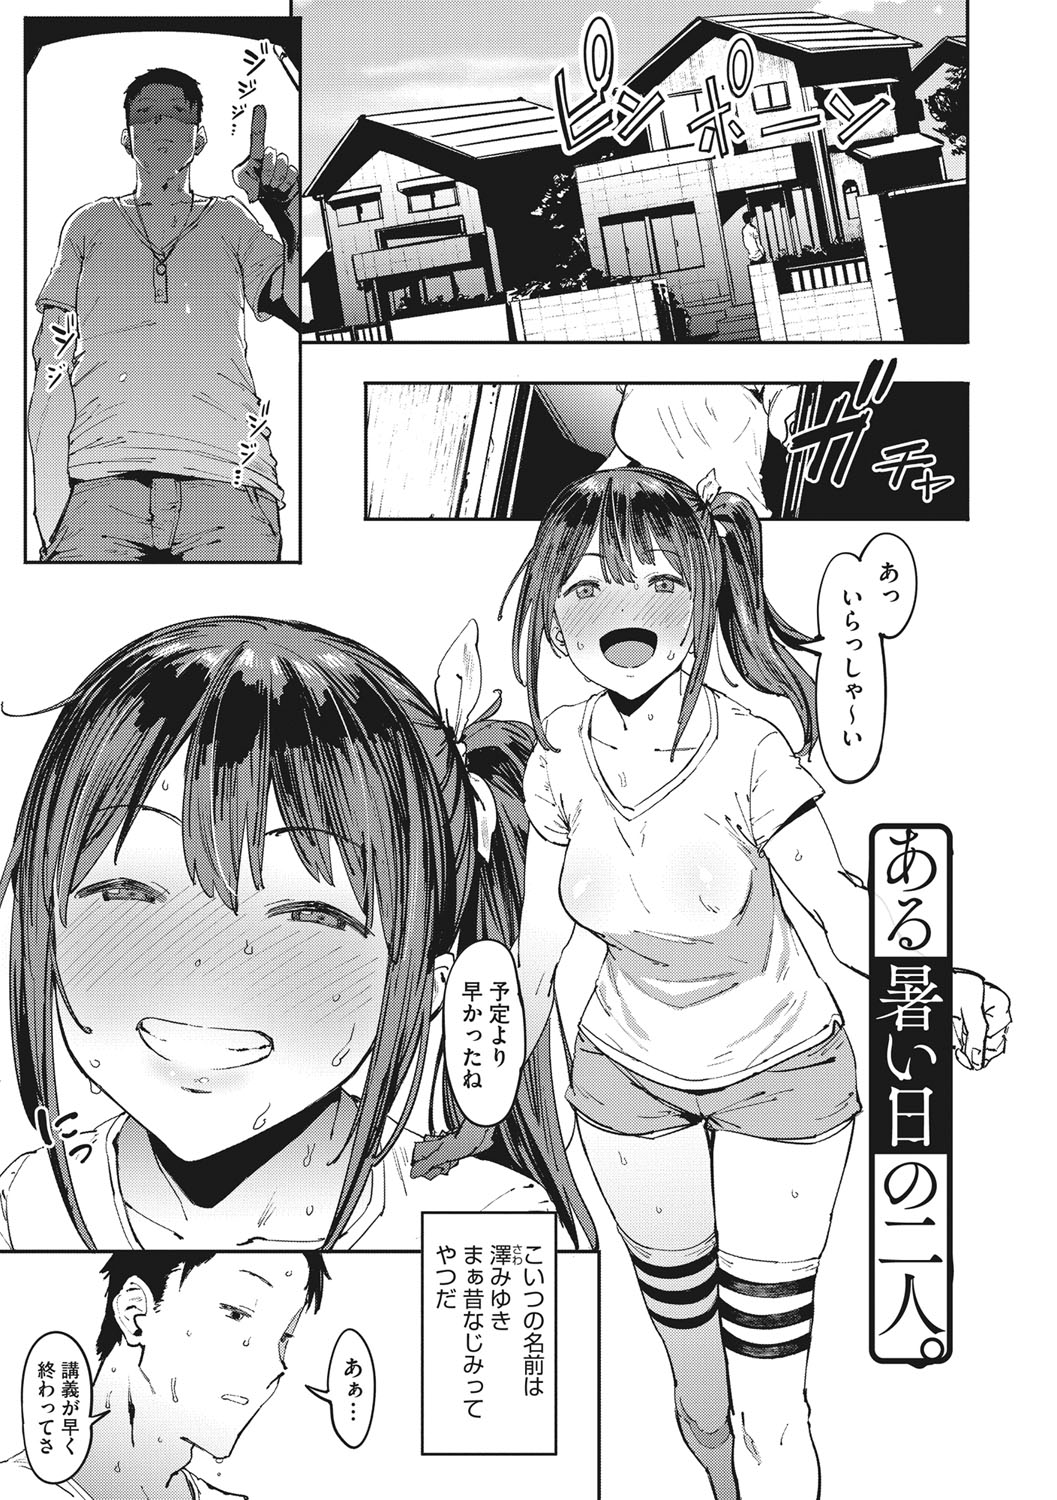 ピンポーン
ジ
ジジ…
ジジジ
ジジ…
ガチャ
あっ
いらっしゃ～い
ある暑い日の二人。
予定より
早かったね
にこっ
こいつの名前は
澤みゆき
さわ
まぁ昔なじみって
やつだ
あぁ…
講義が早く
終わってさ